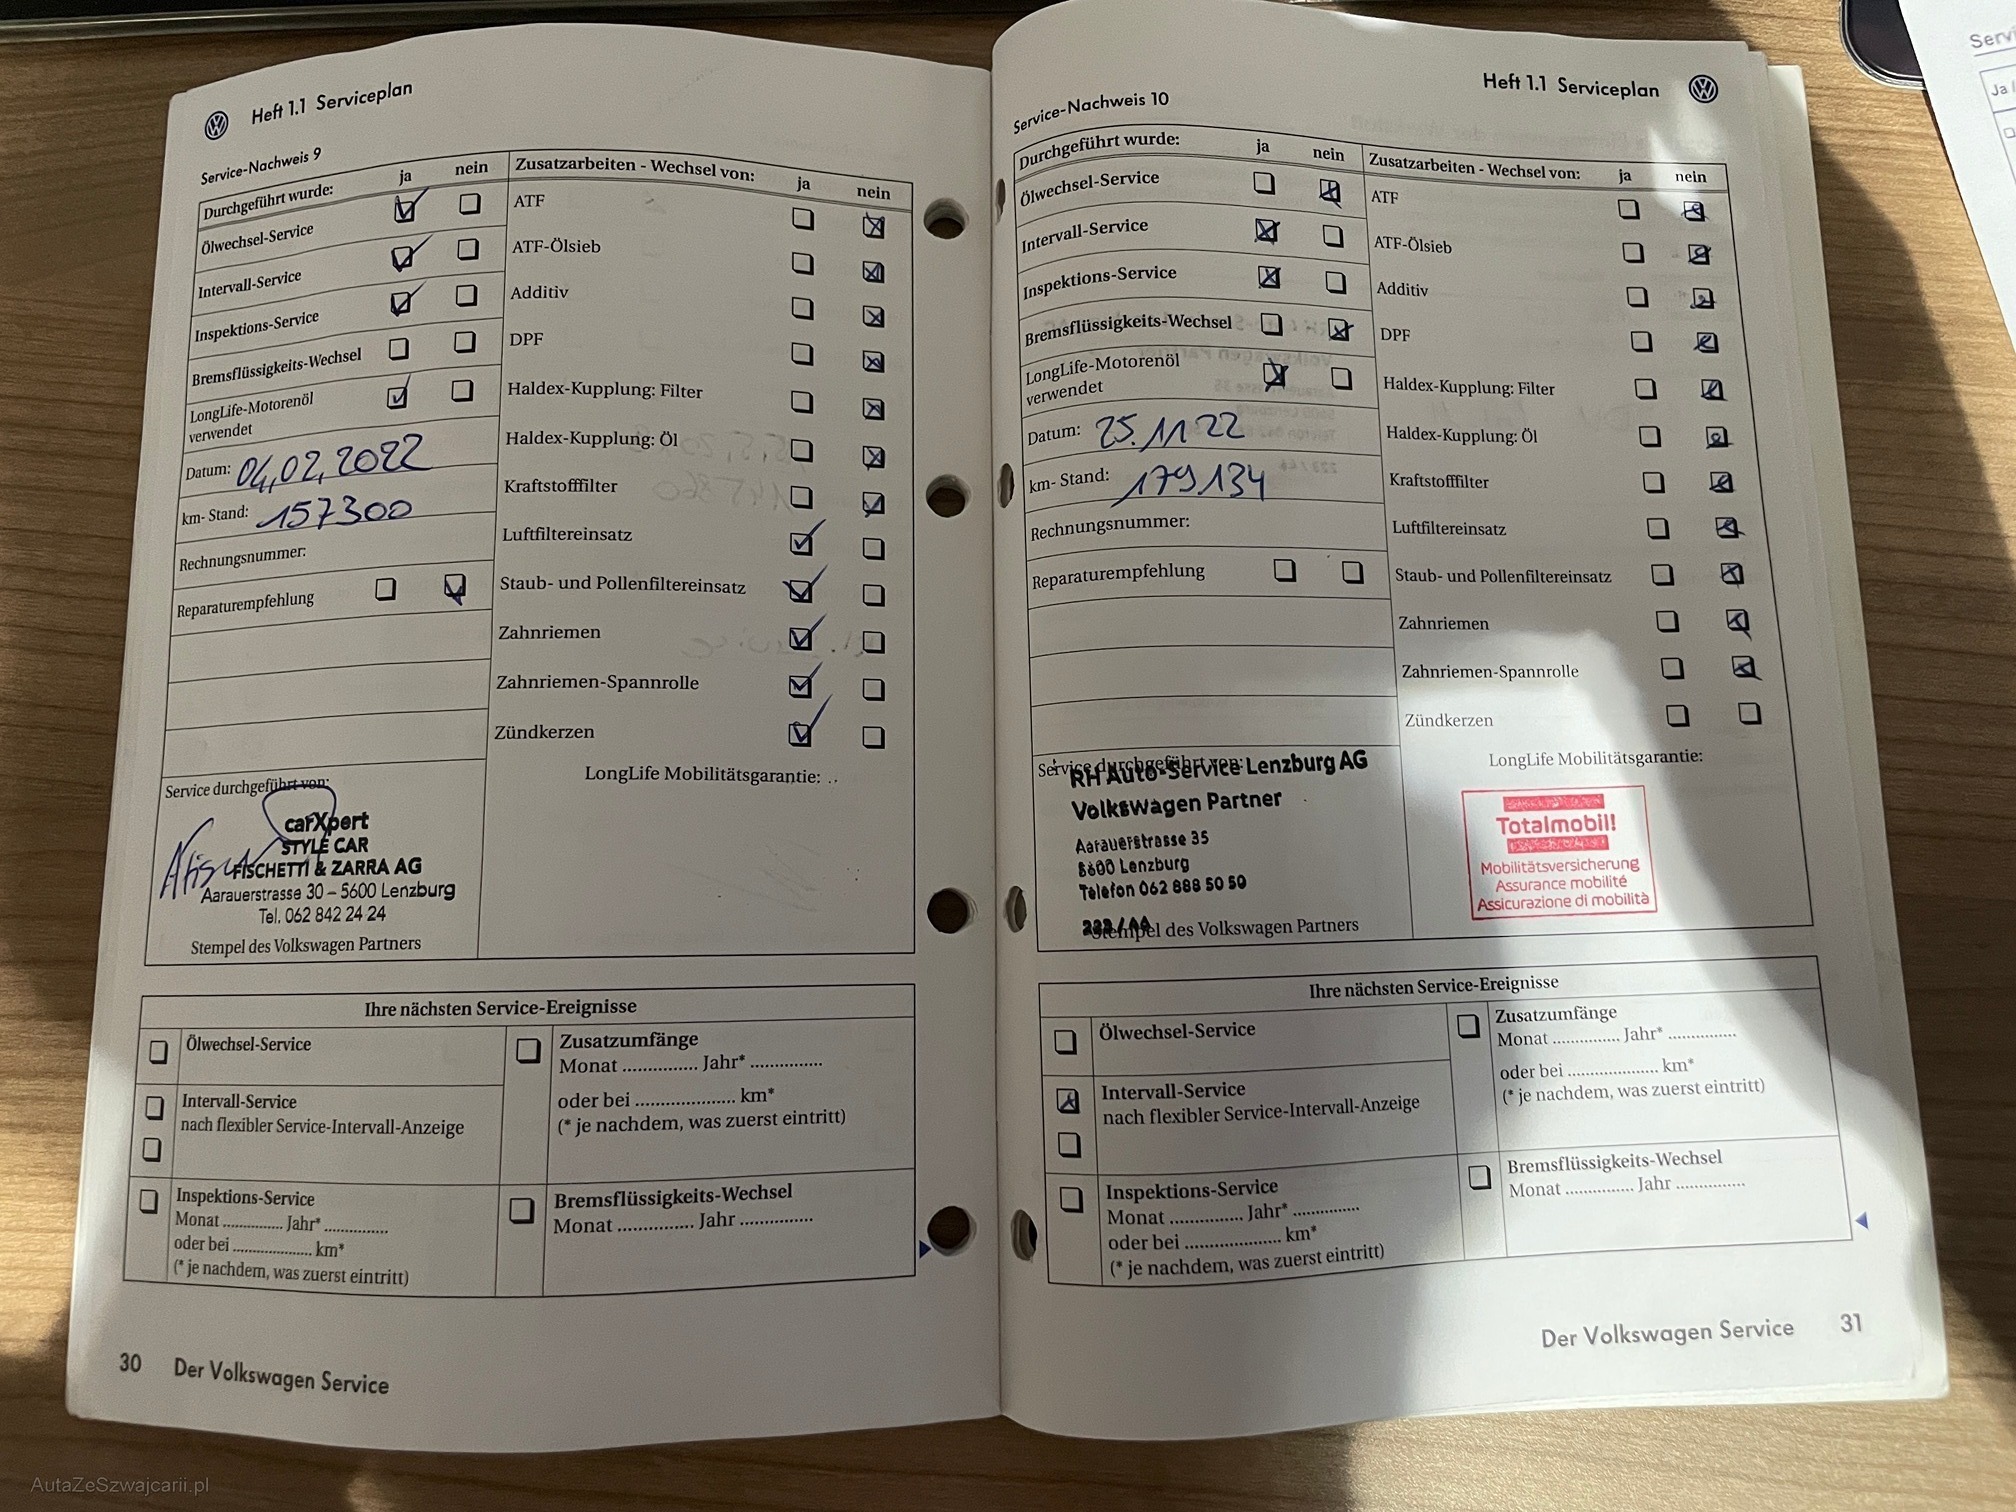 Heft 1.1 Serviceplan
Service-Nachweis 9
Durchgeführt wurde: ja nein
Ölwechsel-Service
Intervall-Service
Inspektions-Service
Bremsflüssigkeits-Wechsel
LongLife-Motorenöl
verwendet
Datum: 04.02.2022
km- Stand: 157300
Rechnungsnummer:
Reparaturempfehlung
Service durchgeführt von:
carXpert
STYLE CAR
FISCHETTI & ZARRA AG
Aarauerstrasse 30 – 5600 Lenzburg
Tel. 062 842 24 24
Stempel des Volkswagen Partners
Zusatzarbeiten - Wechsel von: ja nein
ATF
ATF-Ölsieb
Additiv
DPF
Haldex-Kupplung: Filter
Haldex-Kupplung: Öl
Kraftstofffilter
Luftfiltereinsatz
Staub- und Pollenfiltereinsatz
Zahnriemen
Zahnriemen-Spannrolle
Zündkerzen
LongLife Mobilitätsgarantie:
Ihre nächsten Service-Ereignisse
Ölwechsel-Service
Intervall-Service
nach flexibler Service-Intervall-Anzeige
Inspektions-Service
Monat ............... Jahr* ................
oder bei .................... km*
(* je nachdem, was zuerst eintritt)
Zusatzumfänge
Monat ................ Jahr* ...............
oder bei ..................... km*
(* je nachdem, was zuerst eintritt)
Bremsflüssigkeits-Wechsel
Monat ................ Jahr ...............
30 Der Volkswagen Service
Heft 1.1 Serviceplan
Service-Nachweis 10
Durchgeführt wurde: ja nein
Ölwechsel-Service
Intervall-Service
Inspektions-Service
Bremsflüssigkeits-Wechsel
LongLife-Motorenöl
verwendet
Datum: 25.11 22
km- Stand: 179134
Rechnungsnummer:
Reparaturempfehlung
Service durchgeführt von:
RH Auto-Service Lenzburg AG
Volkswagen Partner
Aarauerstrasse 35
5600 Lenzburg
Telefon 062 888 50 50
Stempel des Volkswagen Partners
Zusatzarbeiten - Wechsel von: ja nein
ATF
ATF-Ölsieb
Additiv
DPF
Haldex-Kupplung: Filter
Haldex-Kupplung: Öl
Kraftstofffilter
Luftfiltereinsatz
Staub- und Pollenfiltereinsatz
Zahnriemen
Zahnriemen-Spannrolle
Zündkerzen
LongLife Mobilitätsgarantie:
Totalmobil!
Mobilitätsversicherung
Assurance mobilité
Assicurazione di mobilità
Ihre nächsten Service-Ereignisse
Ölwechsel-Service
Intervall-Service
nach flexibler Service-Intervall-Anzeige
Inspektions-Service
Monat ................ Jahr* ...............
oder bei ..................... km*
(* je nachdem, was zuerst eintritt)
Zusatzumfänge
Monat ................ Jahr* ...............
oder bei ..................... km*
(* je nachdem, was zuerst eintritt)
Bremsflüssigkeits-Wechsel
Monat ................ Jahr ...............
Der Volkswagen Service 31
AutaZeSzwajcarii.pl